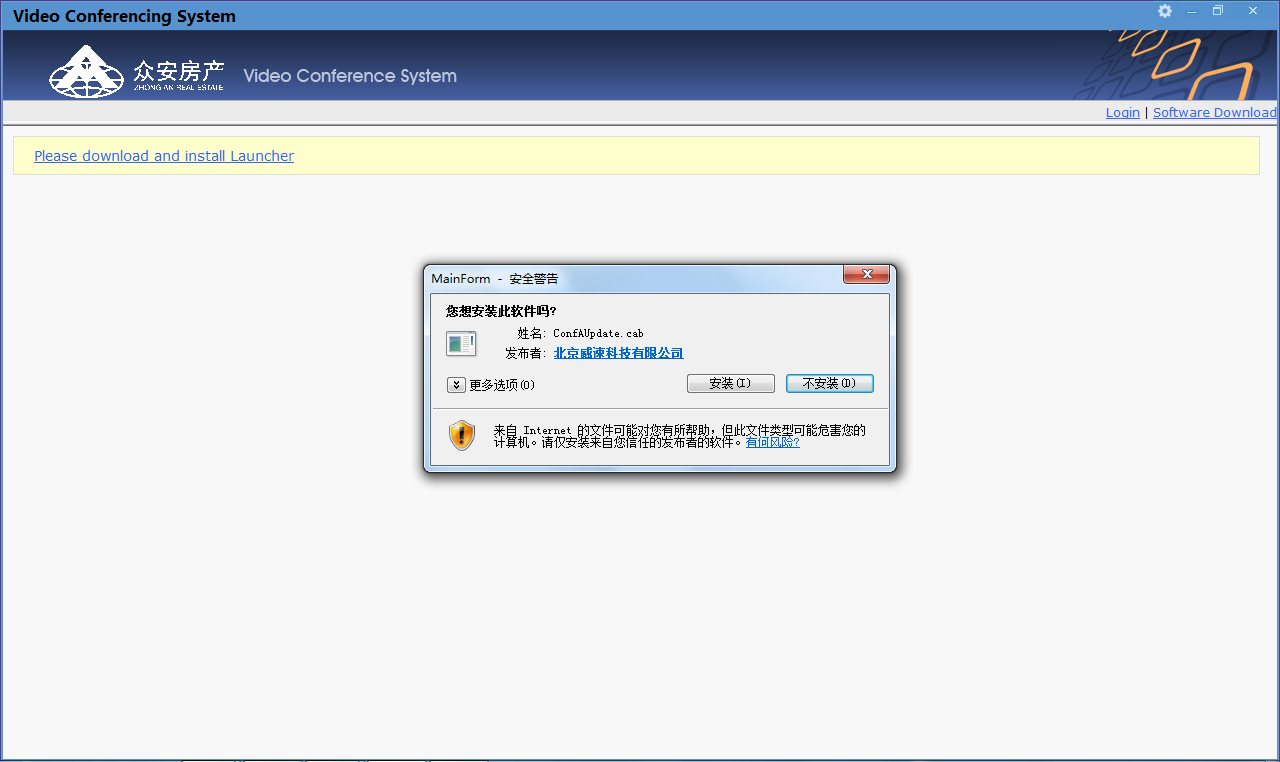 Video Conferencing System
众安房产
ZHONG AN REAL ESTATE
Video Conference System
Login | Software Download
Please download and install Launcher
MainForm - 安全警告
您想安装此软件吗?
姓名: ConfAUpdate.cab
发布者: 北京威速科技有限公司
更多选项(O)
安装(I)
不安装(D)
来自 Internet 的文件可能对您有所帮助，但此文件类型可能危害您的
计算机。请仅安装来自您信任的发布者的软件。有何风险?